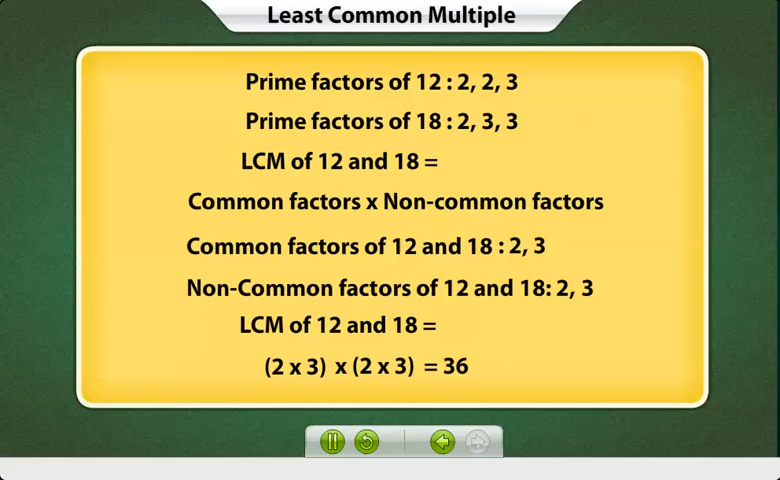 Least Common Multiple
Prime factors of 12 : 2, 2, 3
Prime factors of 18 : 2, 3, 3
LCM of 12 and 18 =
Common factors x Non-common factors
Common factors of 12 and 18 : 2, 3
Non-Common factors of 12 and 18: 2, 3
LCM of 12 and 18 =
(2 x 3) x (2 x 3) = 36